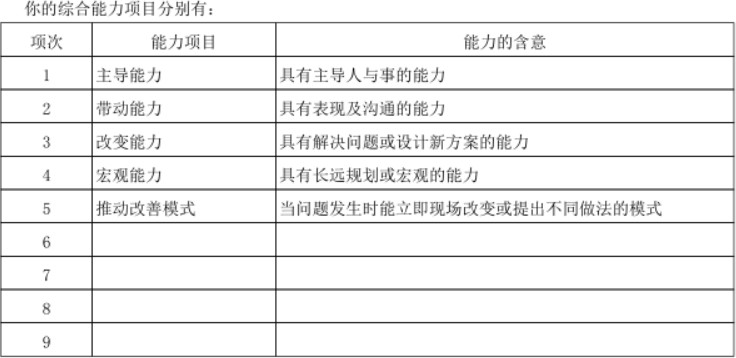 你的综合能力项目分别有：
项次 能力项目 能力的含意
1 主导能力 具有主导人与事的能力
2 带动能力 具有表现及沟通的能力
3 改变能力 具有解决问题或设计新方案的能力
4 宏观能力 具有长远规划或宏观的能力
5 推动改善模式 当问题发生时能立即现场改变或提出不同做法的模式
6
7
8
9